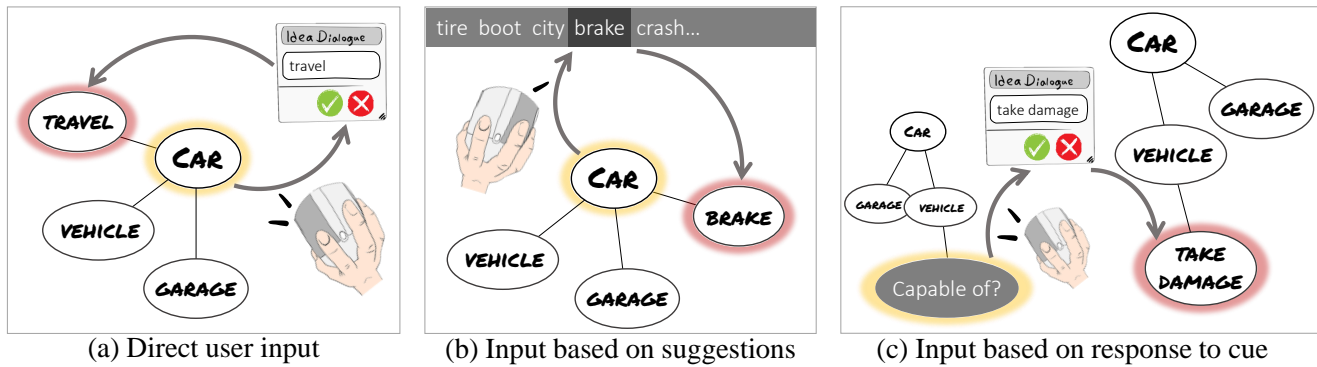 Idea Dialogue
travel
TRAVEL
CAR
VEHICLE
GARAGE
(a) Direct user input
tire boot city brake crash...
CAR
BRAKE
VEHICLE
GARAGE
(b) Input based on suggestions
CAR
GARAGE
VEHICLE
Capable of?
Idea Dialogue
take damage
CAR
GARAGE
VEHICLE
TAKE
DAMAGE
(c) Input based on response to cue